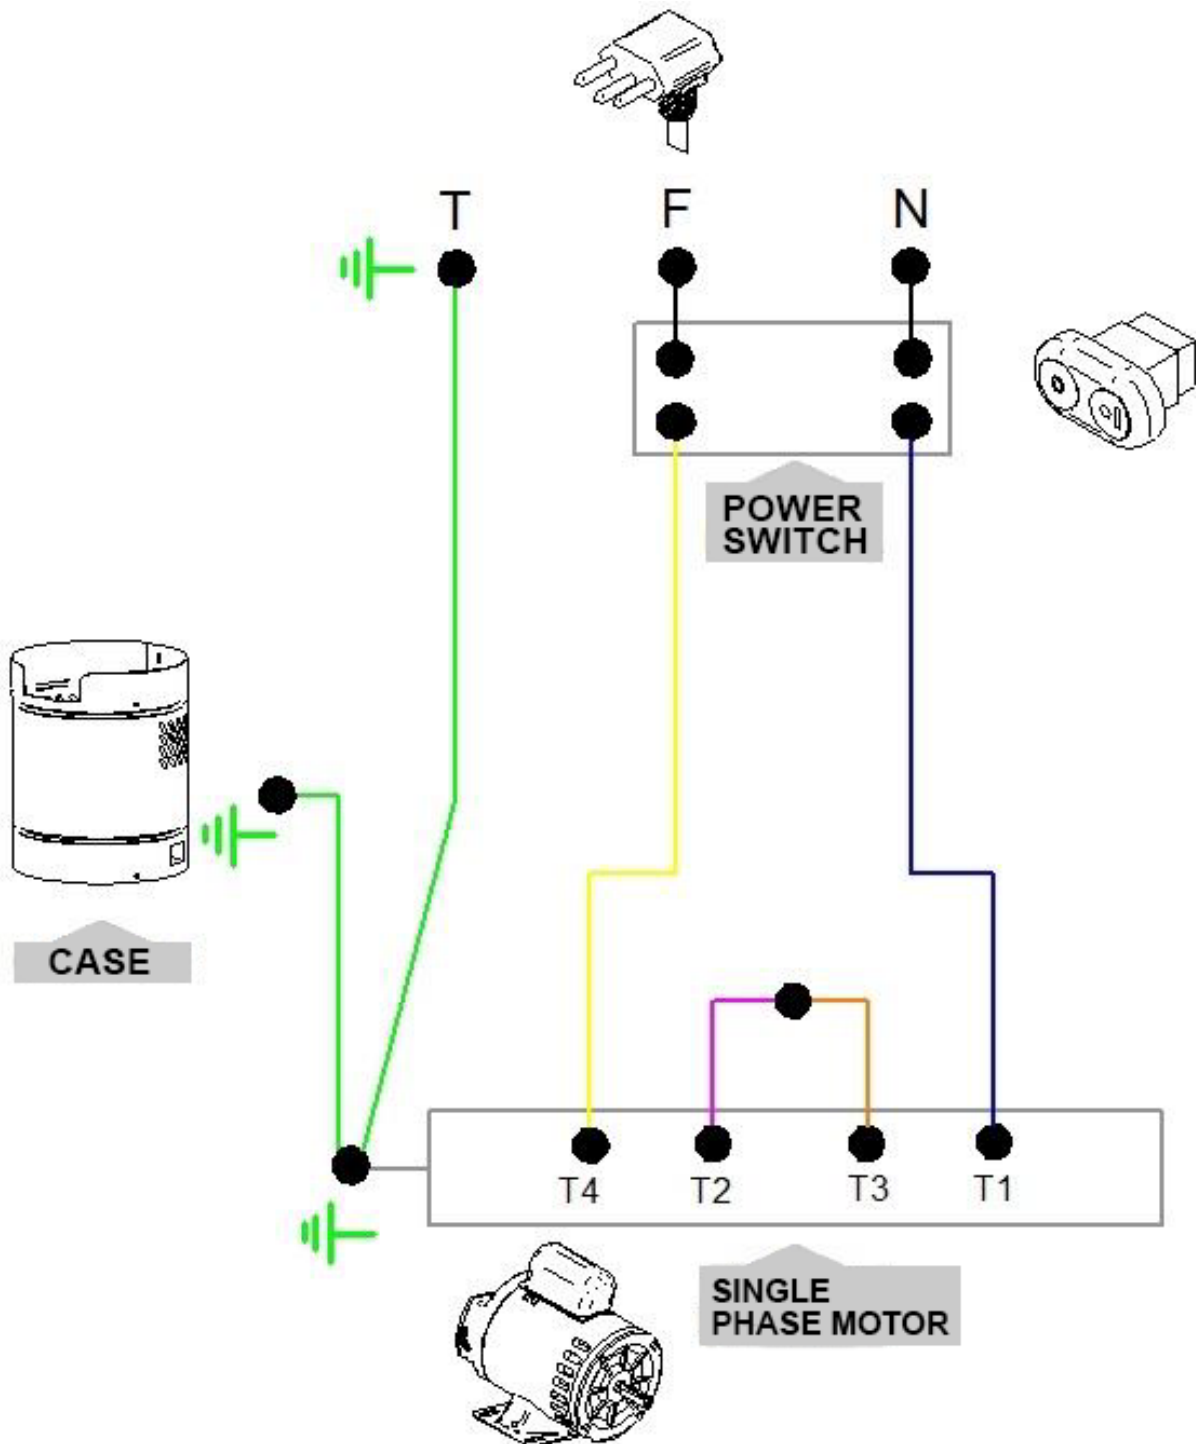 T F N
POWER
SWITCH
CASE
T4 T2 T3 T1
SINGLE
PHASE MOTOR